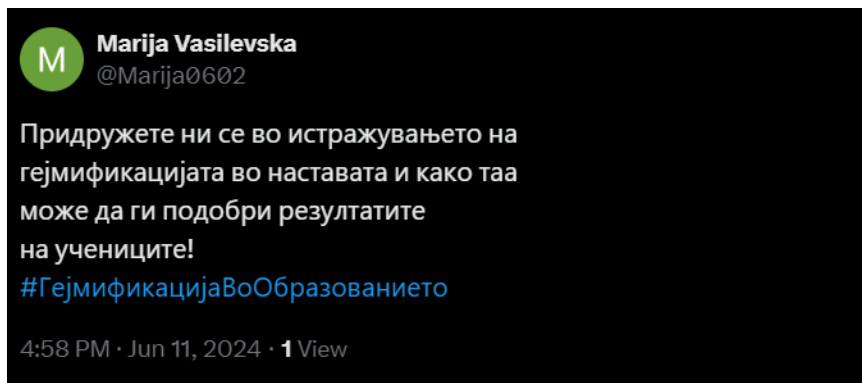 M
Marija Vasilevska
@Marija0602
Придружете ни се во истражувањето на
гејмификацијата во наставата и како таа
може да ги подобри резултатите
на учениците!
#ГејмификацијаВоОбразованието
4:58 PM · Jun 11, 2024 · 1 View